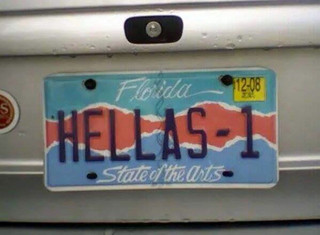 Florida
12-08
HELLAS-1
State of the Arts